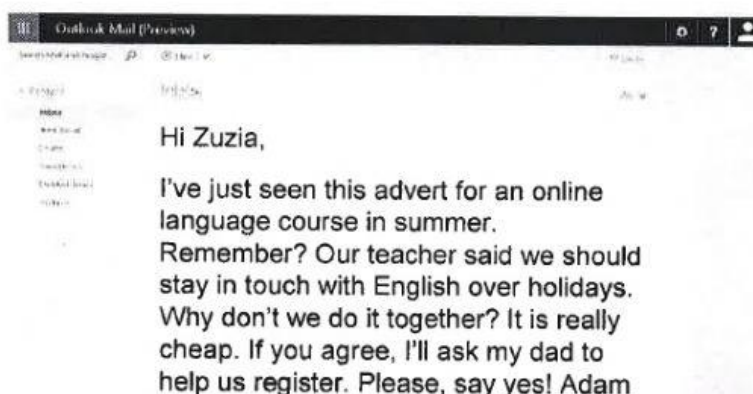 Outlook Mail (Preview)
?
Hi Zuzia,
I've just seen this advert for an online
language course in summer.
Remember? Our teacher said we should
stay in touch with English over holidays.
Why don't we do it together? It is really
cheap. If you agree, I'll ask my dad to
help us register. Please, say yes! Adam